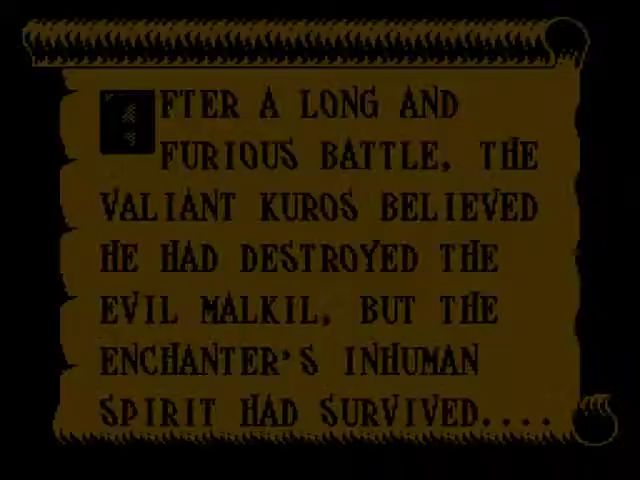 AFTER A LONG AND
FURIOUS BATTLE, THE
VALIANT KUROS BELIEVED
HE HAD DESTROYED THE
EVIL MALKIL, BUT THE
ENCHANTER'S INHUMAN
SPIRIT HAD SURVIVED....